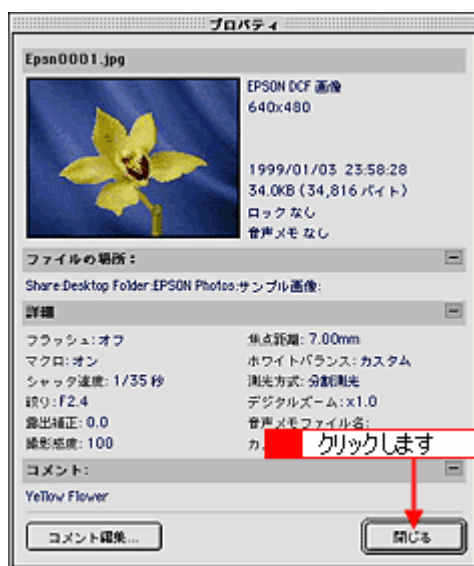 プロパティ
Epsn0001.jpg
EPSON DCF 画像
640x480
1999/01/03 23:58:28
34.0KB (34,816 バイト)
ロック なし
音声メモ なし
ファイルの場所:
Share:Desktop Folder:EPSON Photos:サンプル画像:
詳細
フラッシュ: オフ
焦点距離: 7.00mm
マクロ: オン
ホワイトバランス: カスタム
シャッタ速度: 1/35 秒
測光方式: 分割測光
絞り: F2.4
デジタルズーム: x1.0
露出補正: 0.0
音声メモファイル名:
撮影感度: 100
カ
クリックします
コメント:
Yellow Flower
コメント編集...
閉じる